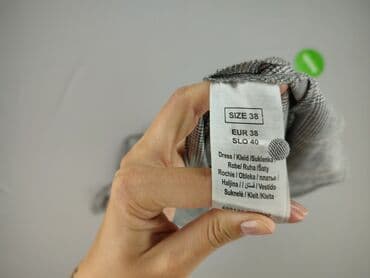 SIZE 38
EUR 38
SLO 40
Dress / Kleid /Sukienka
Robe/ Ruha /Šaty
Rochie / Obleka / платье
Haljina / فستان / Vestido
Suknelė / Kleit/Kleita